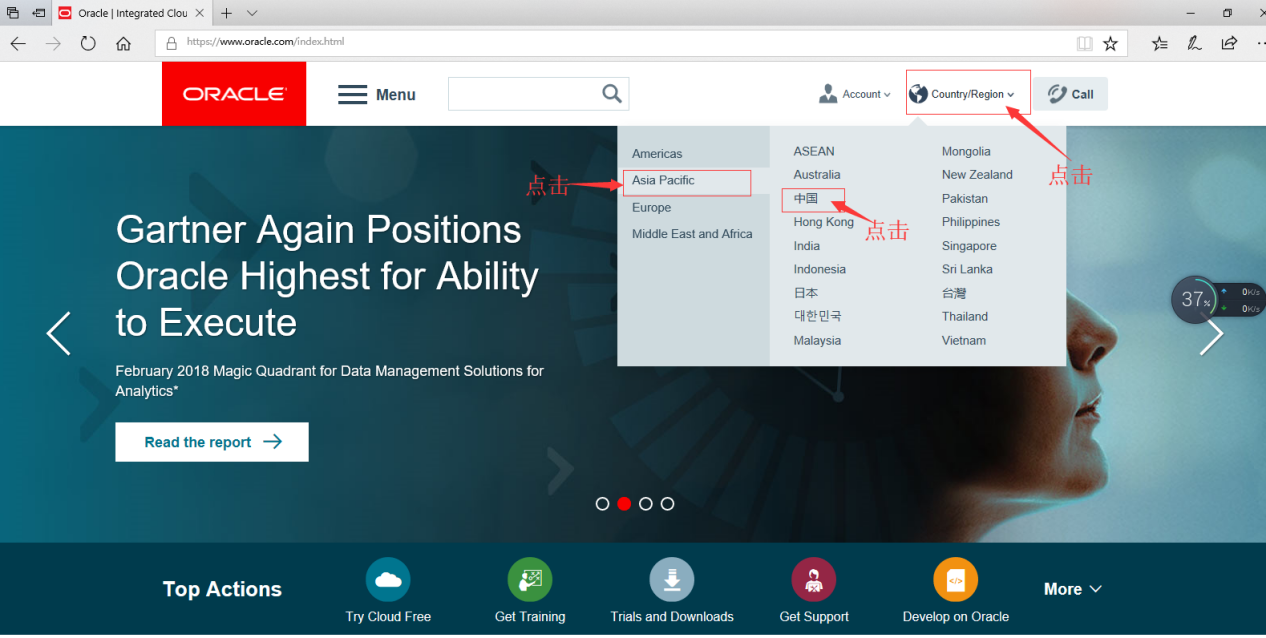 Oracle | Integrated Clou
https://www.oracle.com/index.html
ORACLE
Menu
Account
Country/Region
Call
点击
点击
点击
Americas
Asia Pacific
Europe
Middle East and Africa
ASEAN
Australia
中国
Hong Kong
India
Indonesia
日本
대한민국
Malaysia
Mongolia
New Zealand
Pakistan
Philippines
Singapore
Sri Lanka
台灣
Thailand
Vietnam
Gartner Again Positions
Oracle Highest for Ability
to Execute
February 2018 Magic Quadrant for Data Management Solutions for
Analytics*
Read the report
37%
0K/s
0K/s
Top Actions
Try Cloud Free
Get Training
Trials and Downloads
Get Support
Develop on Oracle
More